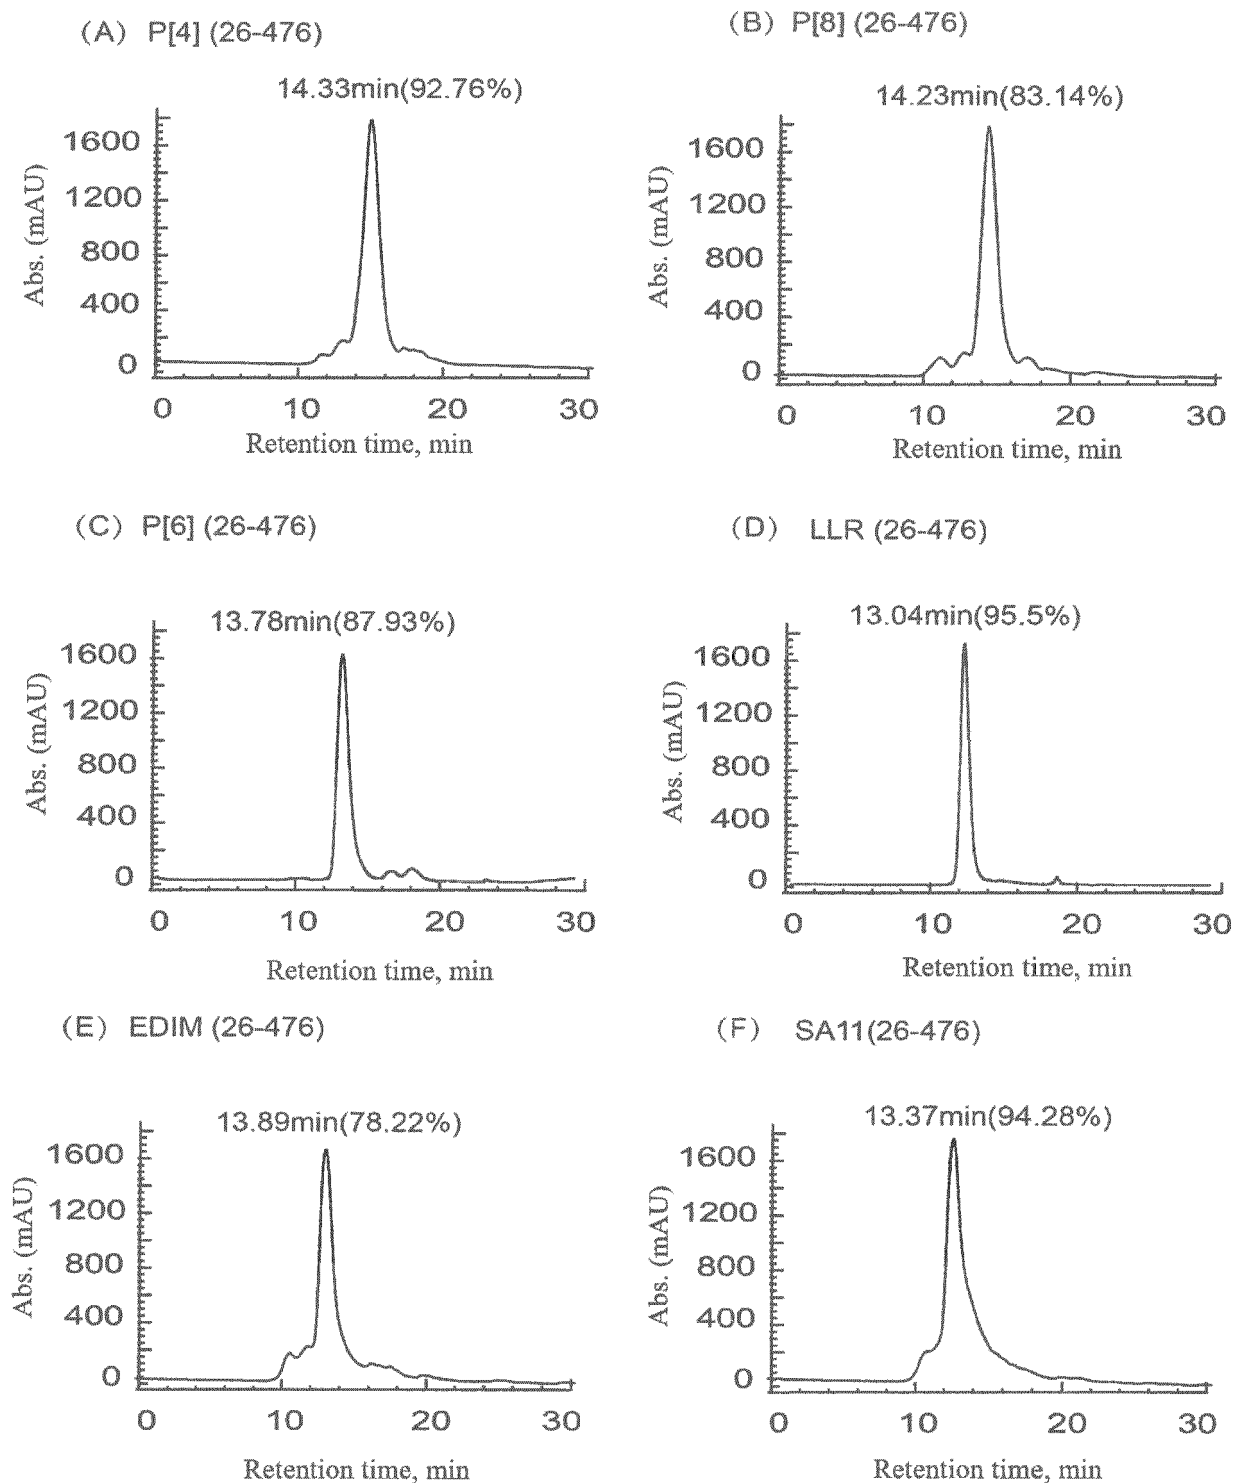 (A) P[4] (26-476)
14.33min(92.76%)
Abs. (mAU)
1600
1200
800
400
0
0 10 20 30
Retention time, min
(B) P[8] (26-476)
14.23min(83.14%)
Abs. (mAU)
1600
1200
800
400
0
0 10 20 30
Retention time, min
(C) P[6] (26-476)
13.78min(87.93%)
Abs. (mAU)
1600
1200
800
400
0
0 10 20 30
Retention time, min
(D) LLR (26-476)
13.04min(95.5%)
Abs. (mAU)
1600
1200
800
400
0
0 10 20 30
Retention time, min
(E) EDIM (26-476)
13.89min(78.22%)
Abs. (mAU)
1600
1200
800
400
0
0 10 20 30
Retention time, min
(F) SA11(26-476)
13.37min(94.28%)
Abs. (mAU)
1600
1200
800
400
0
0 10 20 30
Retention time, min